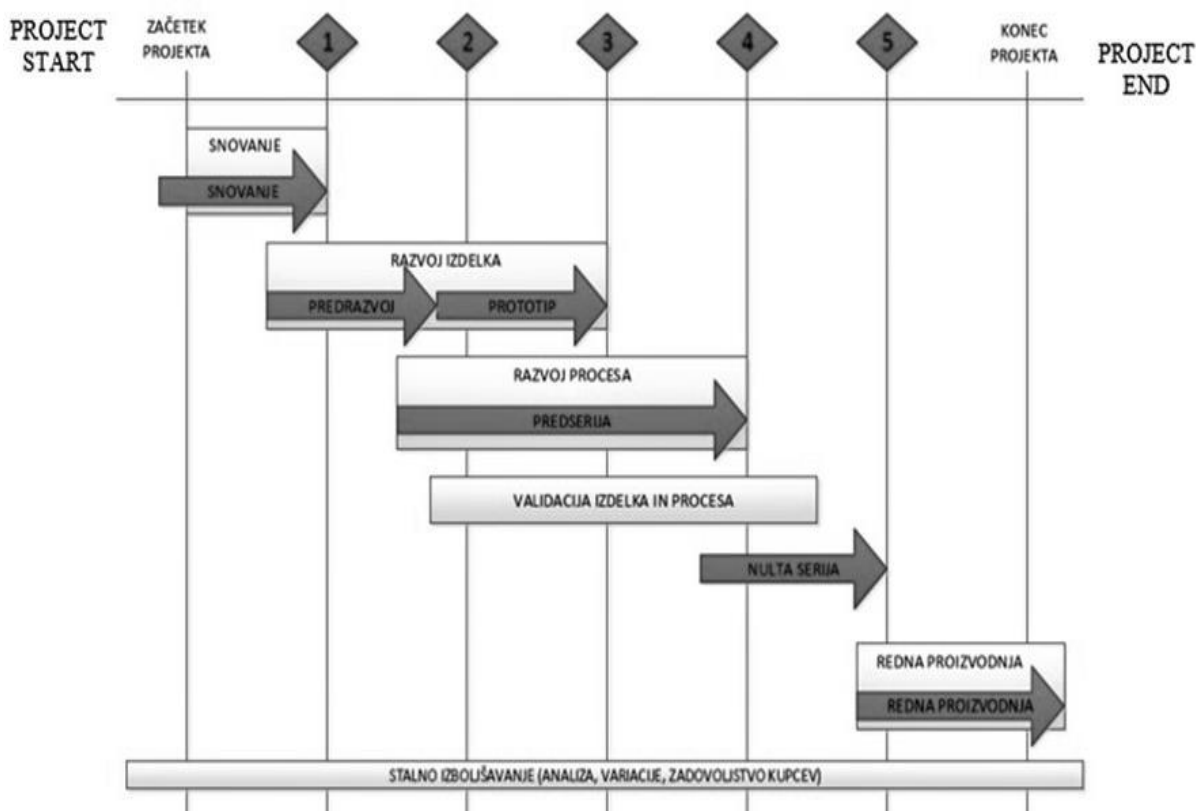 PROJECT
START
ZAČETEK
PROJEKTA
1
2
3
4
5
KONEC
PROJEKTA
PROJECT
END
SNOVANJE
SNOVANJE
RAZVOJ IZDELKA
PREDRAZVOJ
PROTOTIP
RAZVOJ PROCESA
PREDSERIJA
VALIDACIJA IZDELKA IN PROCESA
NULTA SERIJA
REDNA PROIZVODNJA
REDNA PROIZVODNJA
STALNO IZBOLJŠAVANJE (ANALIZA, VARIACIJE, ZADOVOLJSTVO KUPCEV)